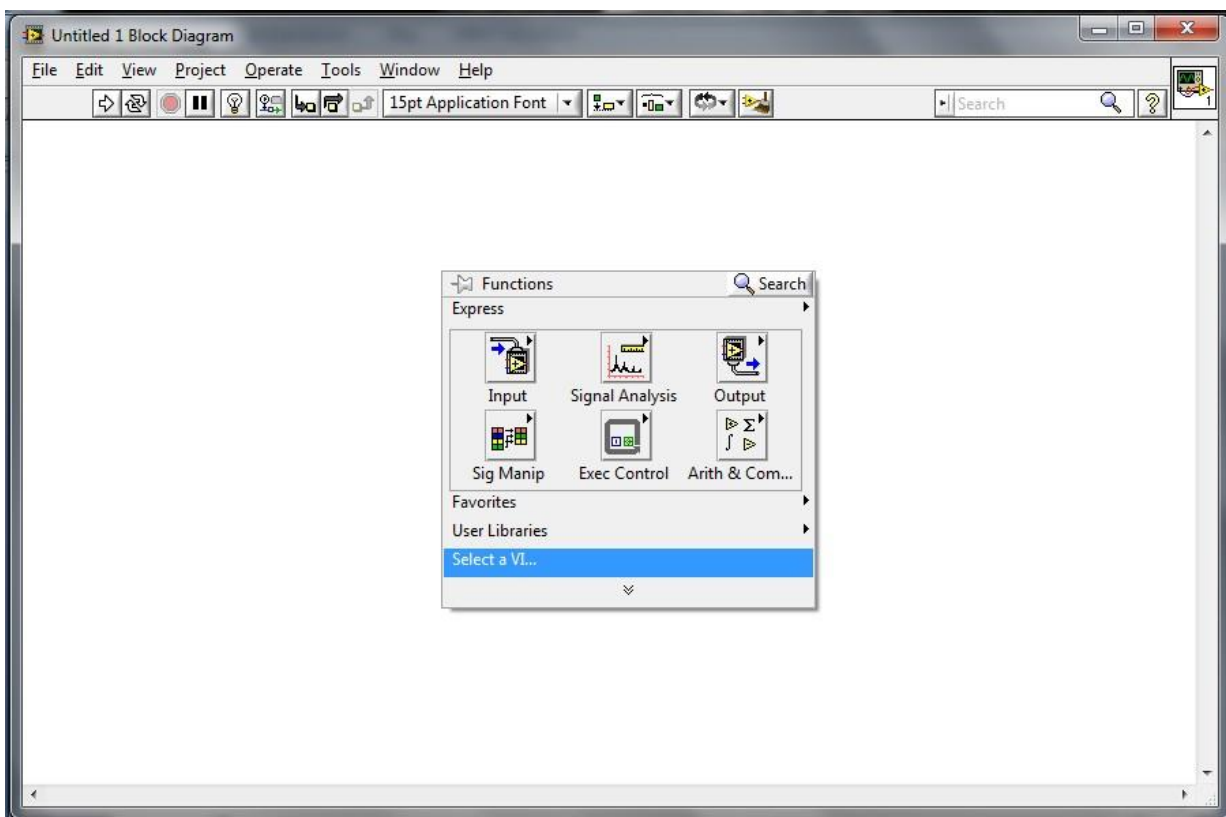 Untitled 1 Block Diagram
File Edit View Project Operate Tools Window Help
15pt Application Font Search ? 1
Functions Search
Express
Input Signal Analysis Output
Sig Manip Exec Control Arith & Com...
Favorites
User Libraries
Select a VI...